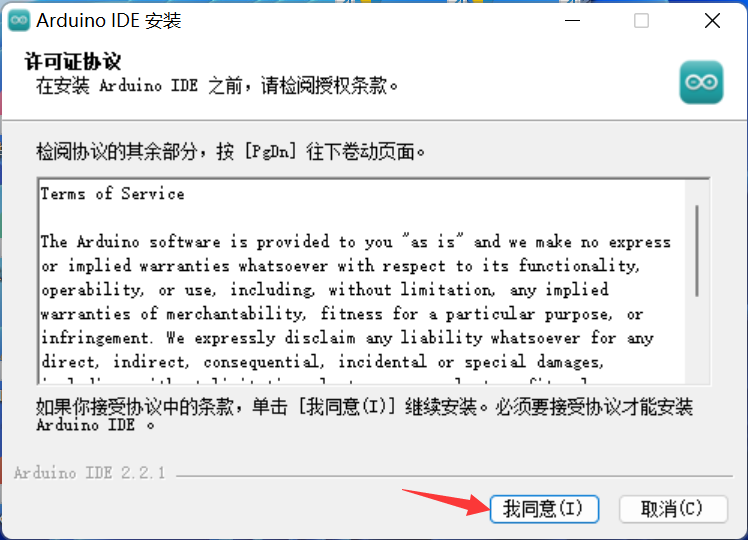 Arduino IDE 安装
许可证协议
在安装 Arduino IDE 之前，请检阅授权条款。
检阅协议的其余部分，按 [PgDn] 往下卷动页面。
Terms of Service
The Arduino software is provided to you "as is" and we make no express
or implied warranties whatsoever with respect to its functionality,
operability, or use, including, without limitation, any implied
warranties of merchantability, fitness for a particular purpose, or
infringement. We expressly disclaim any liability whatsoever for any
direct, indirect, consequential, incidental or special damages,
如果你接受协议中的条款，单击 [我同意(I)] 继续安装。必须要接受协议才能安装
Arduino IDE 。
Arduino IDE 2.2.1
我同意(I)
取消(C)